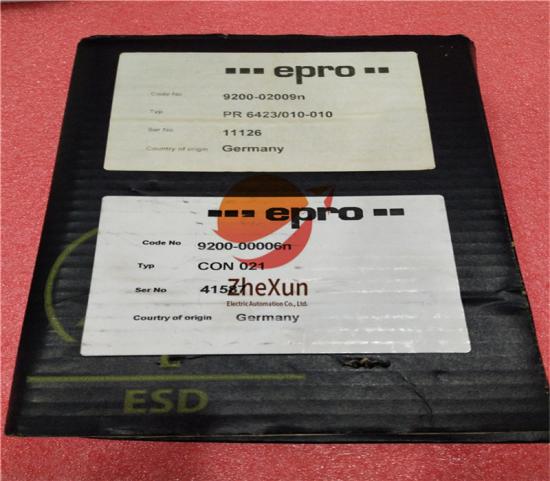 epro
Code No 9200-02009n
Typ PR 6423/010-010
Ser No 11126
Country of origin Germany
epro
Code No 9200-00006n
Typ CON 021
Ser No 41587
Country of origin Germany
ZheXun
Electric Automation Co., Ltd.
ESD